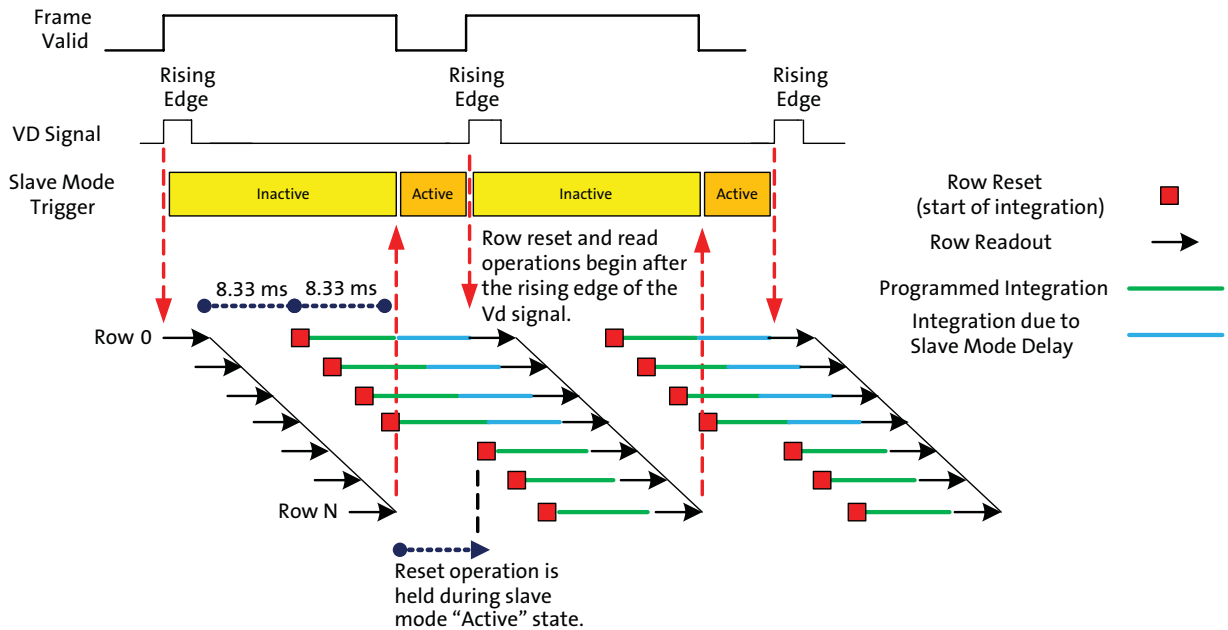 Frame
Valid
Rising
Edge
Rising
Edge
Rising
Edge
VD Signal
Slave Mode
Trigger
Inactive
Active
Inactive
Active
Row Reset
(start of integration)
Row Readout
Programmed Integration
Integration due to
Slave Mode Delay
Row reset and read
operations begin after
the rising edge of the
Vd signal.
8.33 ms
8.33 ms
Row 0
Row N
Reset operation is
held during slave
mode “Active” state.